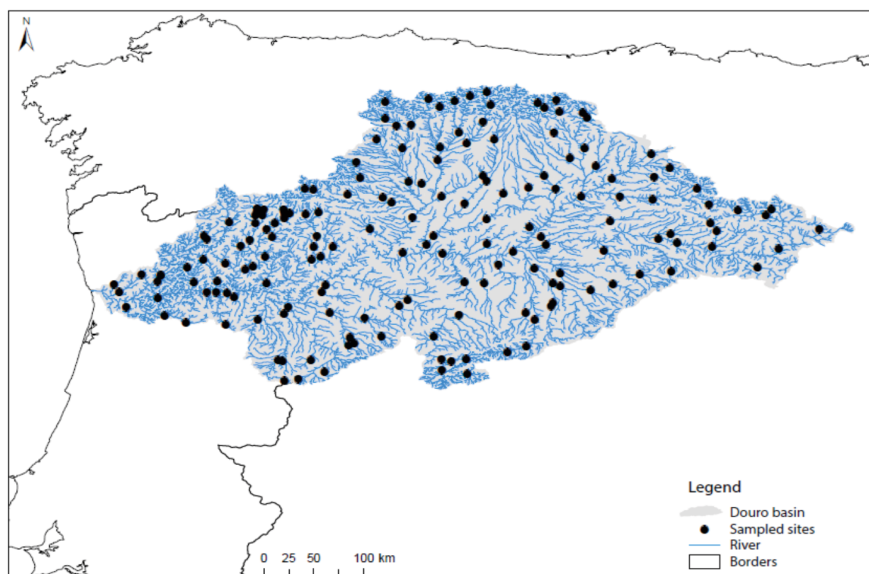 N
Legend
Douro basin
Sampled sites
River
Borders
0 25 50 100 km